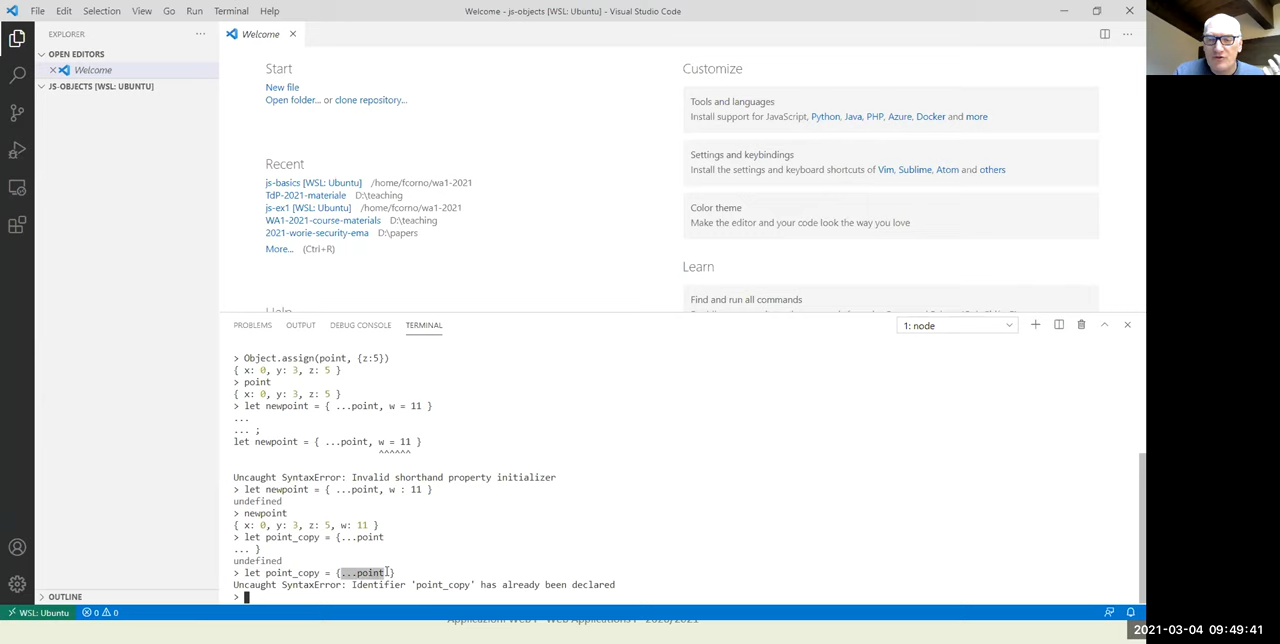 File Edit Selection View Go Run Terminal Help
Welcome - js-objects [WSL: Ubuntu] - Visual Studio Code
EXPLORER
OPEN EDITORS
Welcome
JS-OBJECTS [WSL: UBUNTU]
OUTLINE
Welcome
Start
New file
Open folder... or clone repository...
Recent
js-basics [WSL: Ubuntu] /home/fcorno/wa1-2021
TdP-2021-materiale D:\teaching
js-ex1 [WSL: Ubuntu] /home/fcorno/wa1-2021
WA1-2021-course-materials D:\teaching
2021-worie-security-ema D:\papers
More... (Ctrl+R)
Help
Customize
Tools and languages
Install support for JavaScript, Python, Java, PHP, Azure, Docker and more
Settings and keybindings
Install the settings and keyboard shortcuts of Vim, Sublime, Atom and others
Color theme
Make the editor and your code look the way you love
Learn
Find and run all commands
PROBLEMS OUTPUT DEBUG CONSOLE TERMINAL
1: node
> Object.assign(point, {z:5})
{ x: 0, y: 3, z: 5 }
> point
{ x: 0, y: 3, z: 5 }
> let newpoint = { ...point, w = 11 }
...
... ;
let newpoint = { ...point, w = 11 }
^^^^^^
Uncaught SyntaxError: Invalid shorthand property initializer
> let newpoint = { ...point, w : 11 }
undefined
> newpoint
{ x: 0, y: 3, z: 5, w: 11 }
> let point_copy = {...point
... }
undefined
> let point_copy = {...point}
Uncaught SyntaxError: Identifier 'point_copy' has already been declared
>
WSL: Ubuntu 0 0
2021-03-04 09:49:41